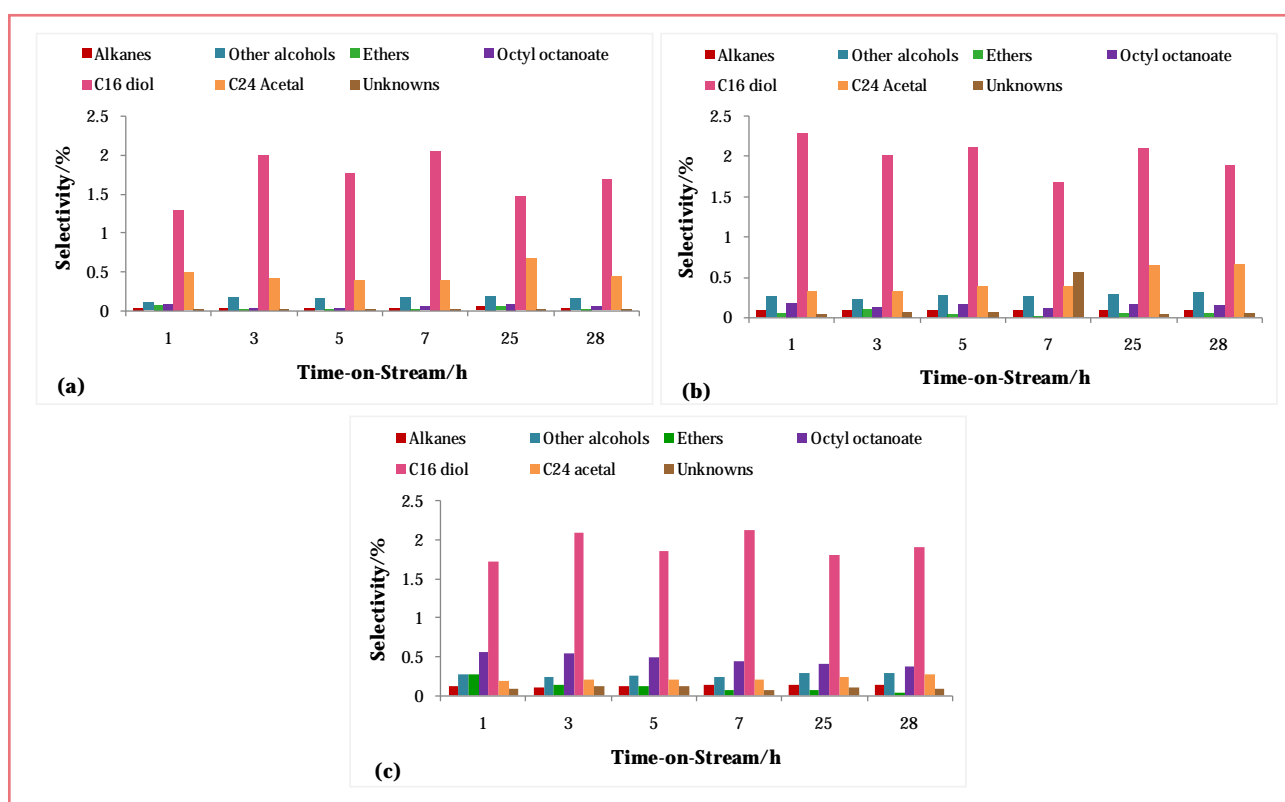 Alkanes Other alcohols Ethers Octyl octanoate
C16 diol C24 Acetal Unknowns
2.5
2
1.5
1
0.5
0
Selectivity/%
1 3 5 7 25 28
Time-on-Stream/h
(a)
Alkanes Other alcohols Ethers Octyl octanoate
C16 diol C24 Acetal Unknowns
2.5
2
1.5
1
0.5
0
Selectivity/%
1 3 5 7 25 28
Time-on-Stream/h
(b)
Alkanes Other alcohols Ethers Octyl octanoate
C16 diol C24 acetal Unknowns
2.5
2
1.5
1
0.5
0
Selectivity/%
1 3 5 7 25 28
Time-on-Stream/h
(c)